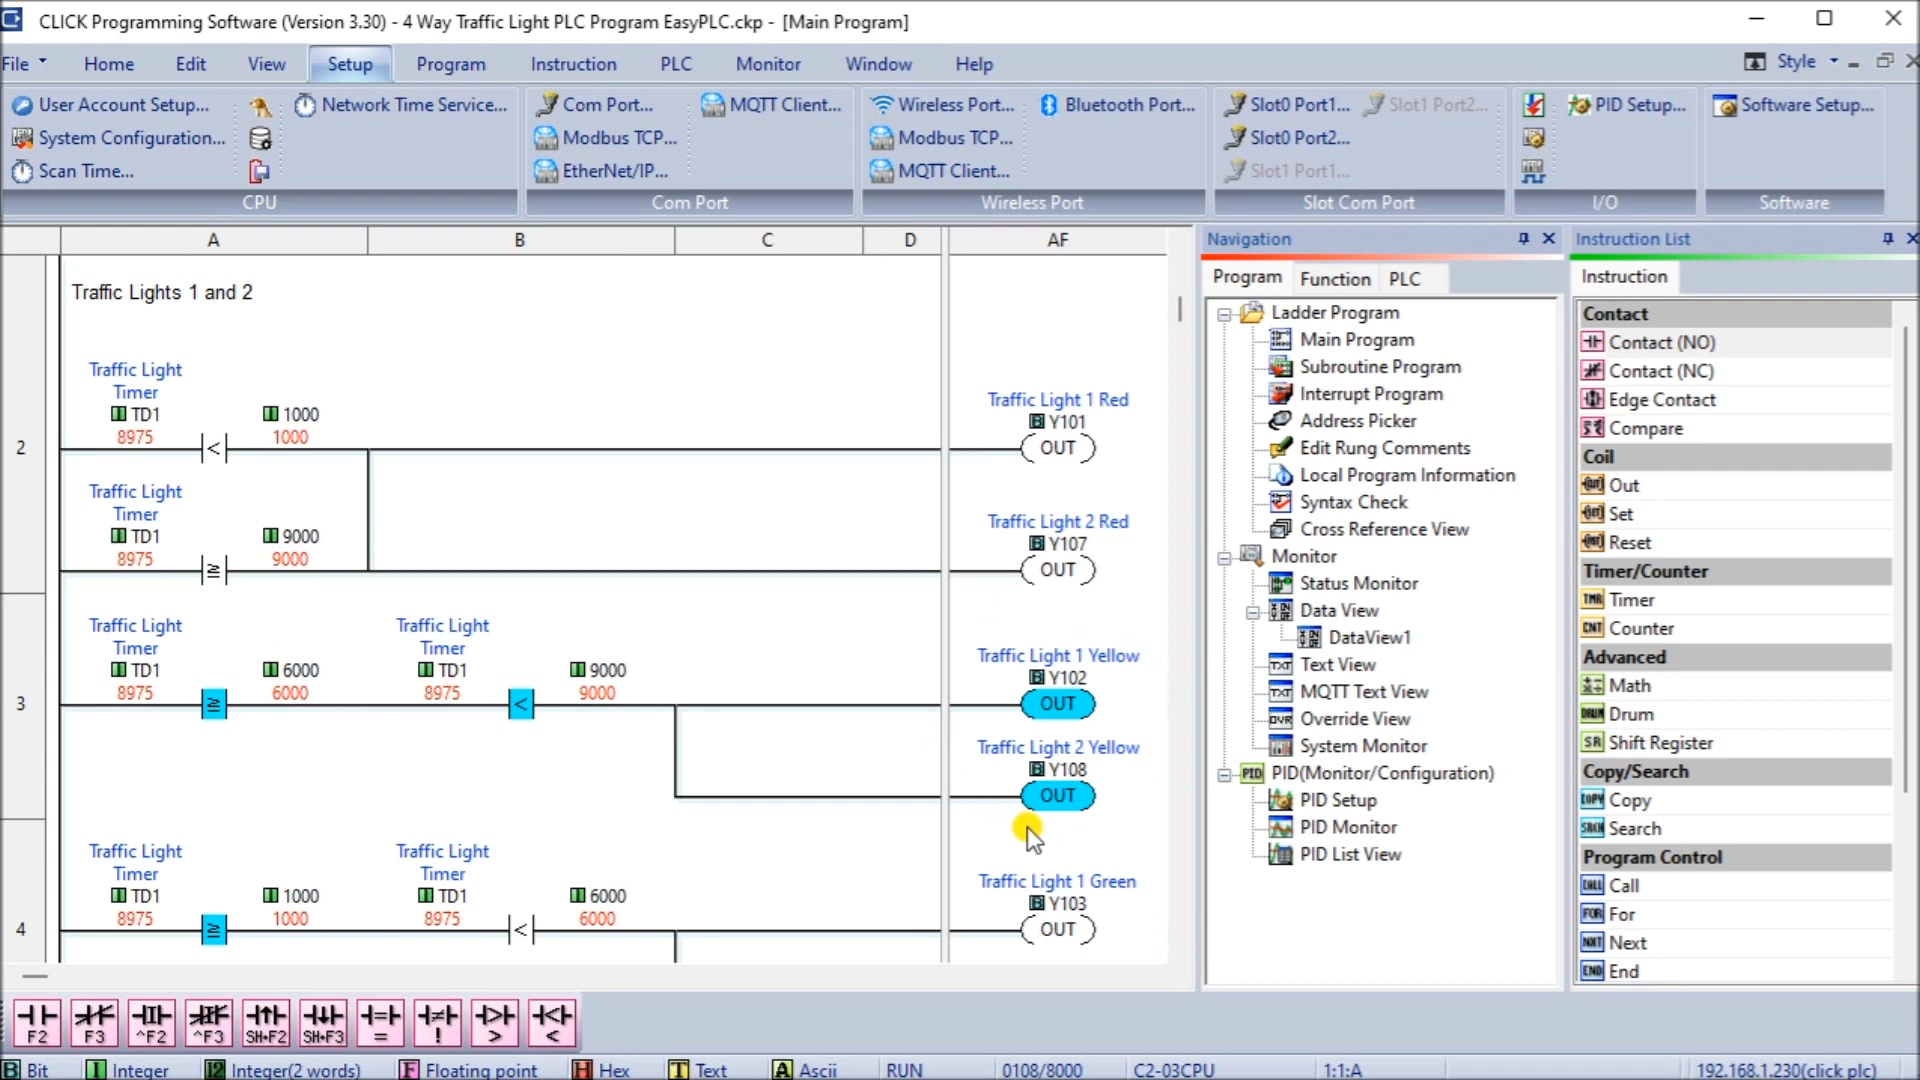 CLICK Programming Software (Version 3.30) - 4 Way Traffic Light PLC Program EasyPLC.ckp - [Main Program]
File Home Edit View Setup Program Instruction PLC Monitor Window Help Style
User Account Setup... Network Time Service... Com Port... MQTT Client... Wireless Port... Bluetooth Port... Slot0 Port1... Slot1 Port2... PID Setup... Software Setup...
System Configuration... Modbus TCP... Modbus TCP... Slot0 Port2...
Scan Time... EtherNet/IP... MQTT Client... Slot1 Port1...
CPU Com Port Wireless Port Slot Com Port I/O Software
A B C D AF
Traffic Lights 1 and 2
Traffic Light
Timer
TD1 1000
8975 1000
<
Traffic Light 1 Red
Y101
OUT
2
Traffic Light
Timer
TD1 9000
8975 9000
≥
Traffic Light 2 Red
Y107
OUT
Traffic Light Traffic Light
Timer Timer
TD1 6000 TD1 9000
8975 6000 8975 9000
3 ≥ <
Traffic Light 1 Yellow
Y102
OUT
Traffic Light 2 Yellow
Y108
OUT
Traffic Light Traffic Light
Timer Timer
TD1 1000 TD1 6000
8975 1000 8975 6000
4 ≥ <
Traffic Light 1 Green
Y103
OUT
Navigation
Program Function PLC
Ladder Program
Main Program
Subroutine Program
Interrupt Program
Address Picker
Edit Rung Comments
Local Program Information
Syntax Check
Cross Reference View
Monitor
Status Monitor
Data View
DataView1
Text View
MQTT Text View
Override View
System Monitor
PID(Monitor/Configuration)
PID Setup
PID Monitor
PID List View
Instruction List
Instruction
Contact
Contact (NO)
Contact (NC)
Edge Contact
Compare
Coil
Out
Set
Reset
Timer/Counter
Timer
Counter
Advanced
Math
Drum
Shift Register
Copy/Search
Copy
Search
Program Control
Call
For
Next
End
F2 F3 ^F2 ^F3 SH+F2 SH+F3 = ! > <
B Bit I Integer I2 Integer(2 words) F Floating point H Hex T Text A Ascii RUN 0108/8000 C2-03CPU 1:1:A 192.168.1.230(click plc)